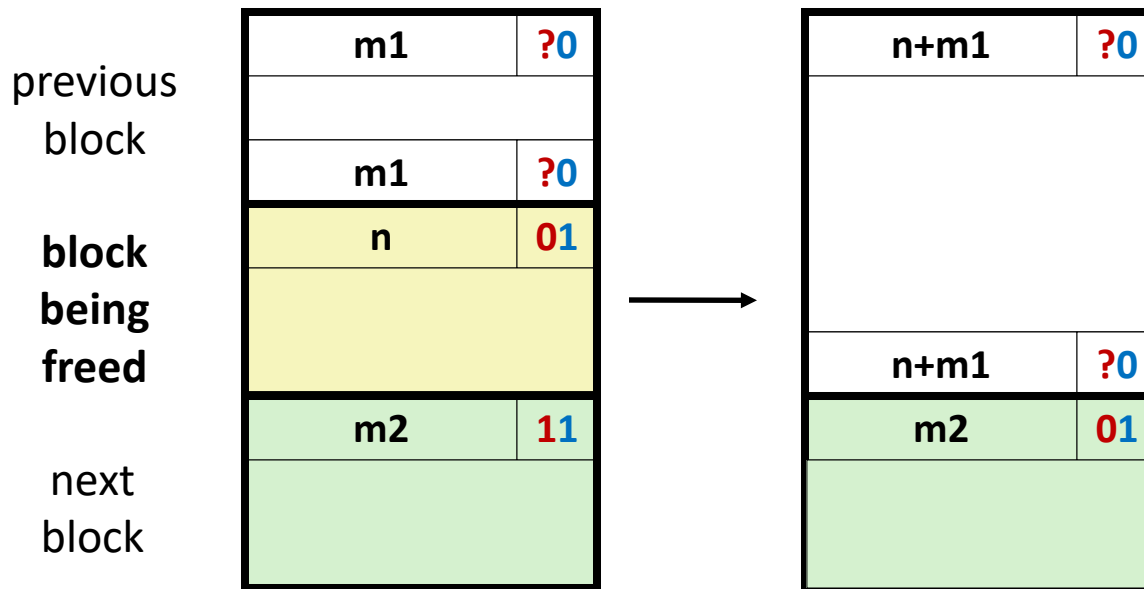 m1 ?0
previous
block
m1 ?0
block
being
freed
n 01
next
block
m2 11
n+m1 ?0
n+m1 ?0
m2 01